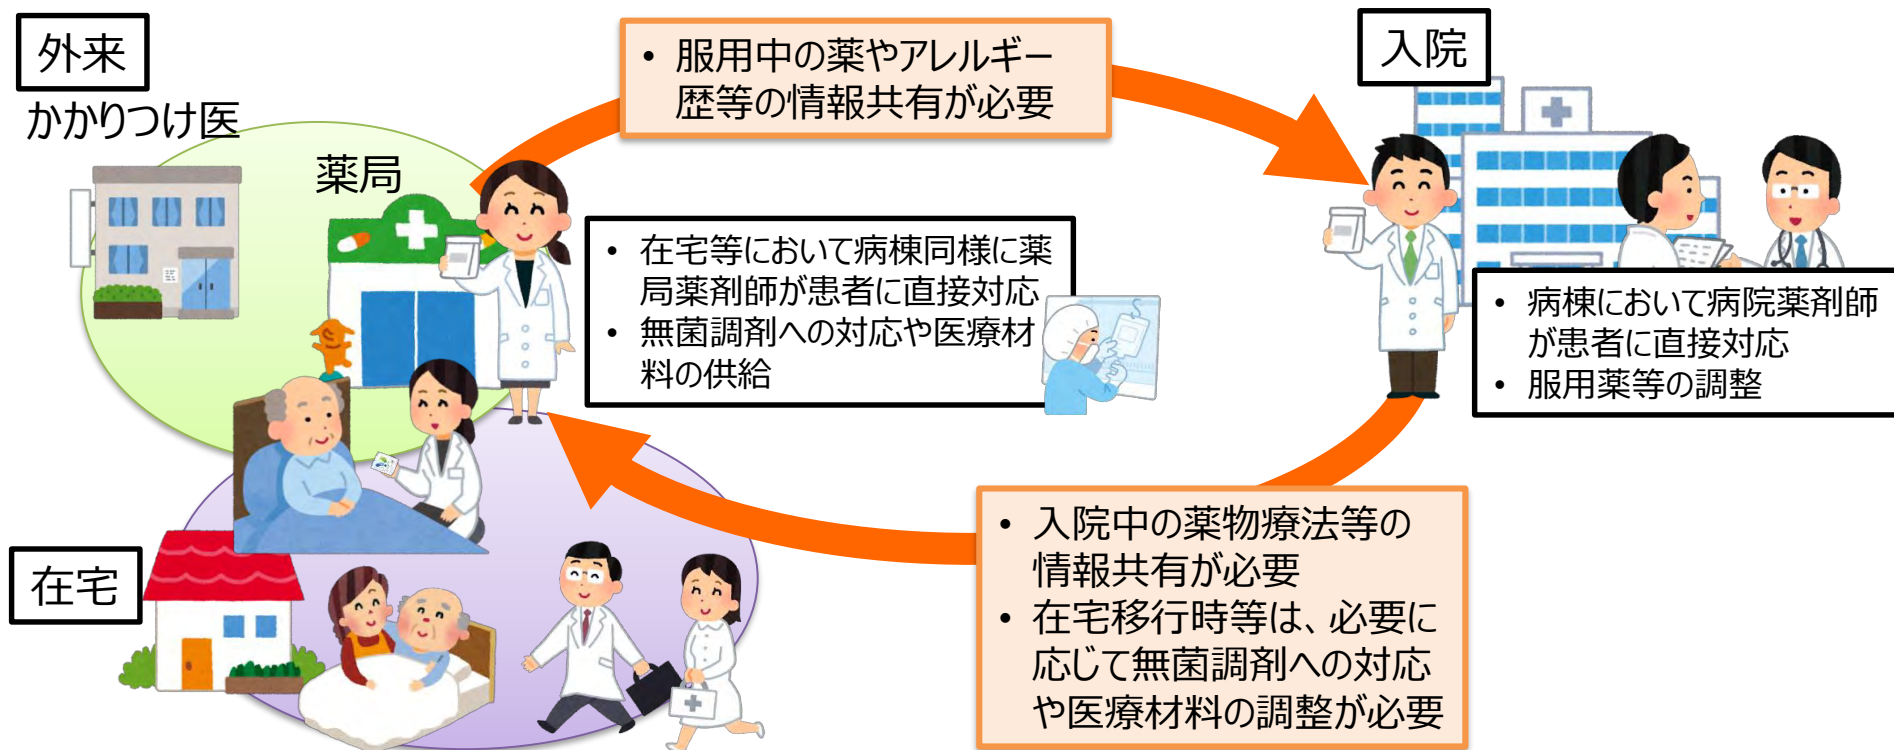 外来
かかりつけ医
薬局
• 服用中の薬やアレルギー
歴等の情報共有が必要
入院
• 在宅等において病棟同様に薬
局薬剤師が患者に直接対応
• 無菌調剤への対応や医療材
料の供給
• 病棟において病院薬剤師
が患者に直接対応
• 服用薬等の調整
在宅
• 入院中の薬物療法等の
情報共有が必要
• 在宅移行時等は、必要に
応じて無菌調剤への対応
や医療材料の調整が必要